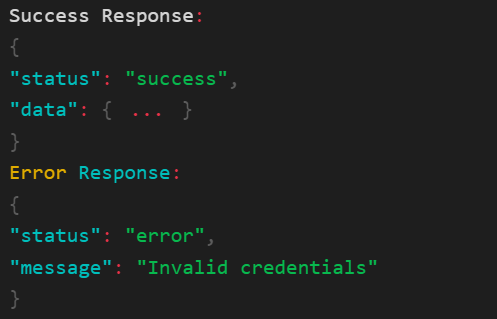 Success Response:
{
"status": "success",
"data": { ... }
}
Error Response:
{
"status": "error",
"message": "Invalid credentials"
}